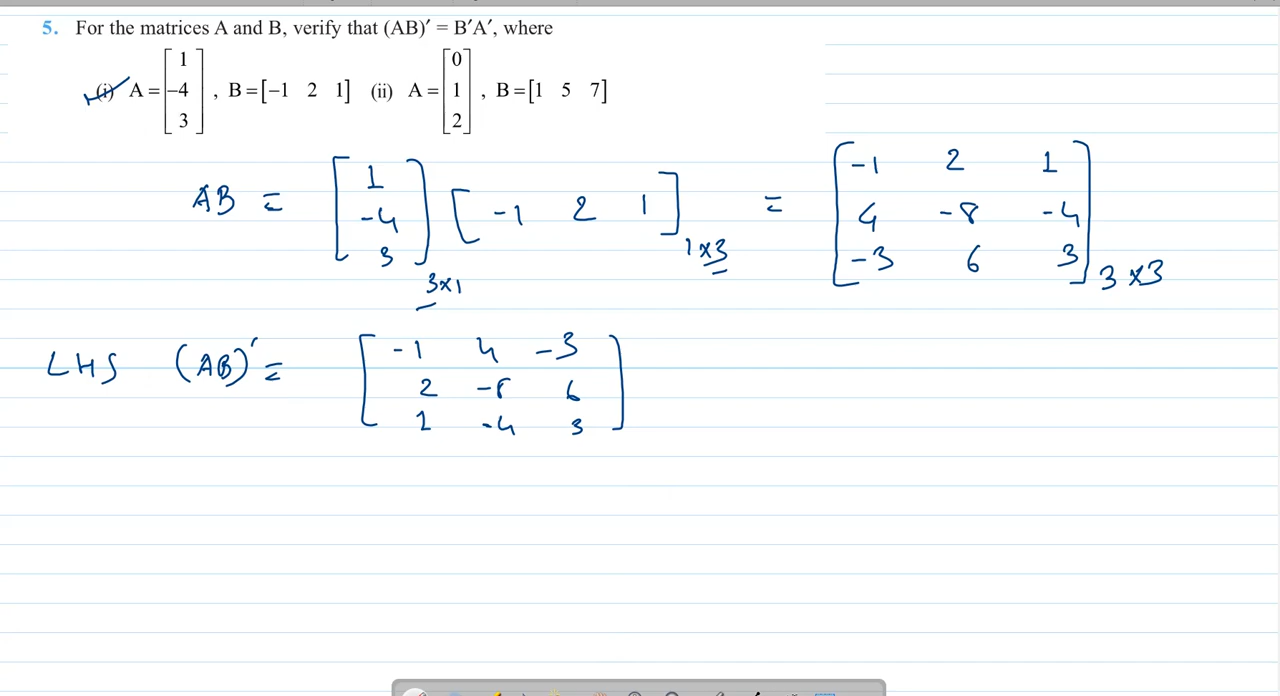 5. For the matrices A and B, verify that (AB)′ = B′A′, where
(i) A = [1 −4 3], B = [−1 2 1] (ii) A = [0 1 2], B = [1 5 7]
AB = [1 -4 3] 3×1 [-1 2 1] 1×3 = [-1 2 1
4 -8 -4
-3 6 3] 3×3
LHS (AB)′ = [-1 4 -3
2 -8 6
1 -4 3]